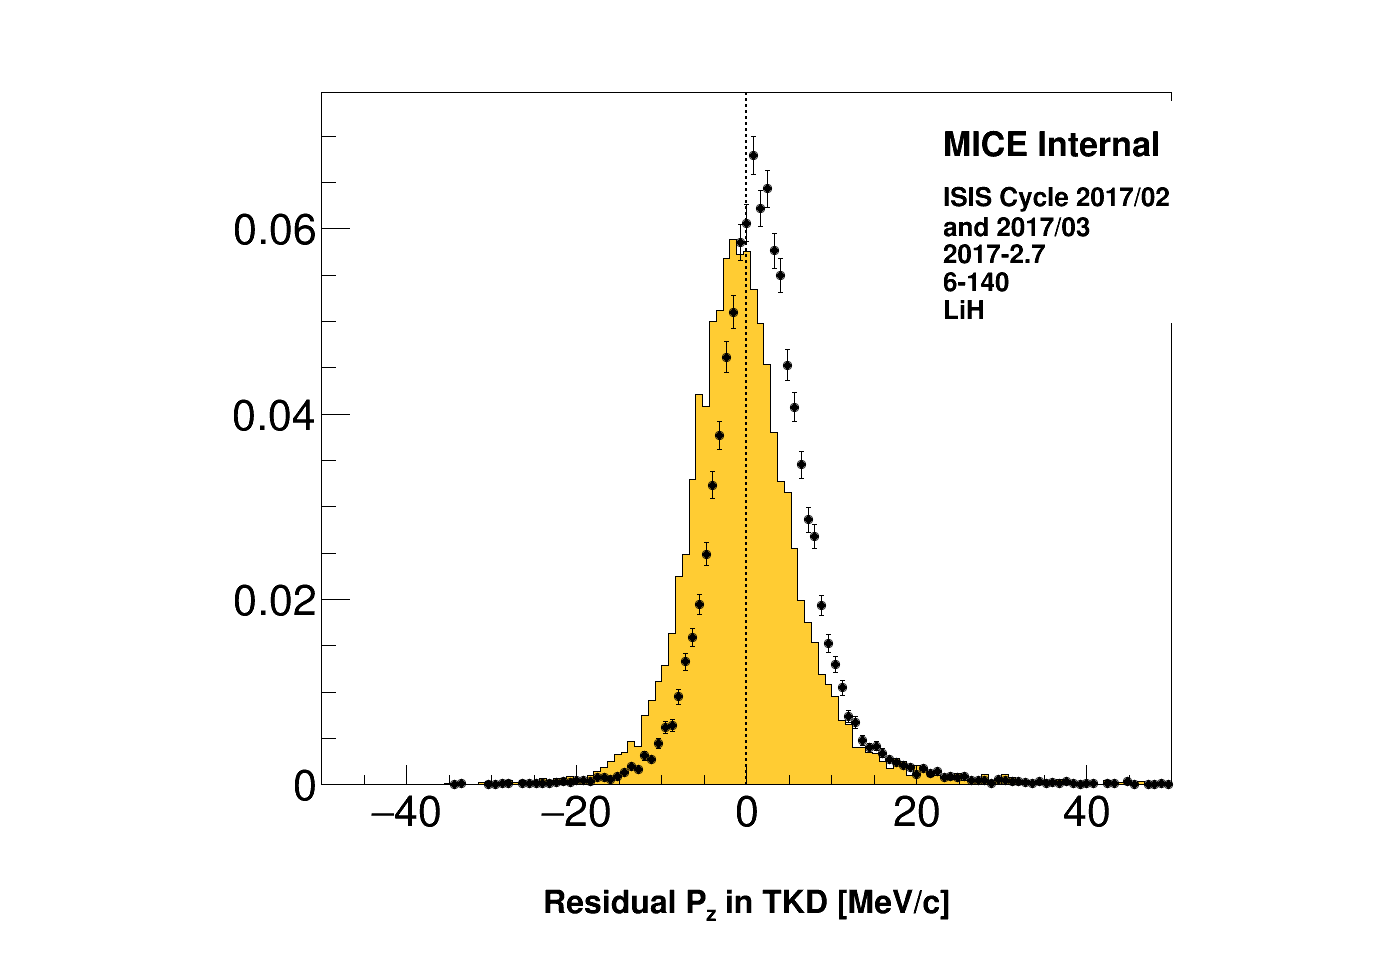 MICE Internal
ISIS Cycle 2017/02
and 2017/03
2017-2.7
6-140
LiH
0.06
0.04
0.02
0
−40 −20 0 20 40
Residual Pz in TKD [MeV/c]